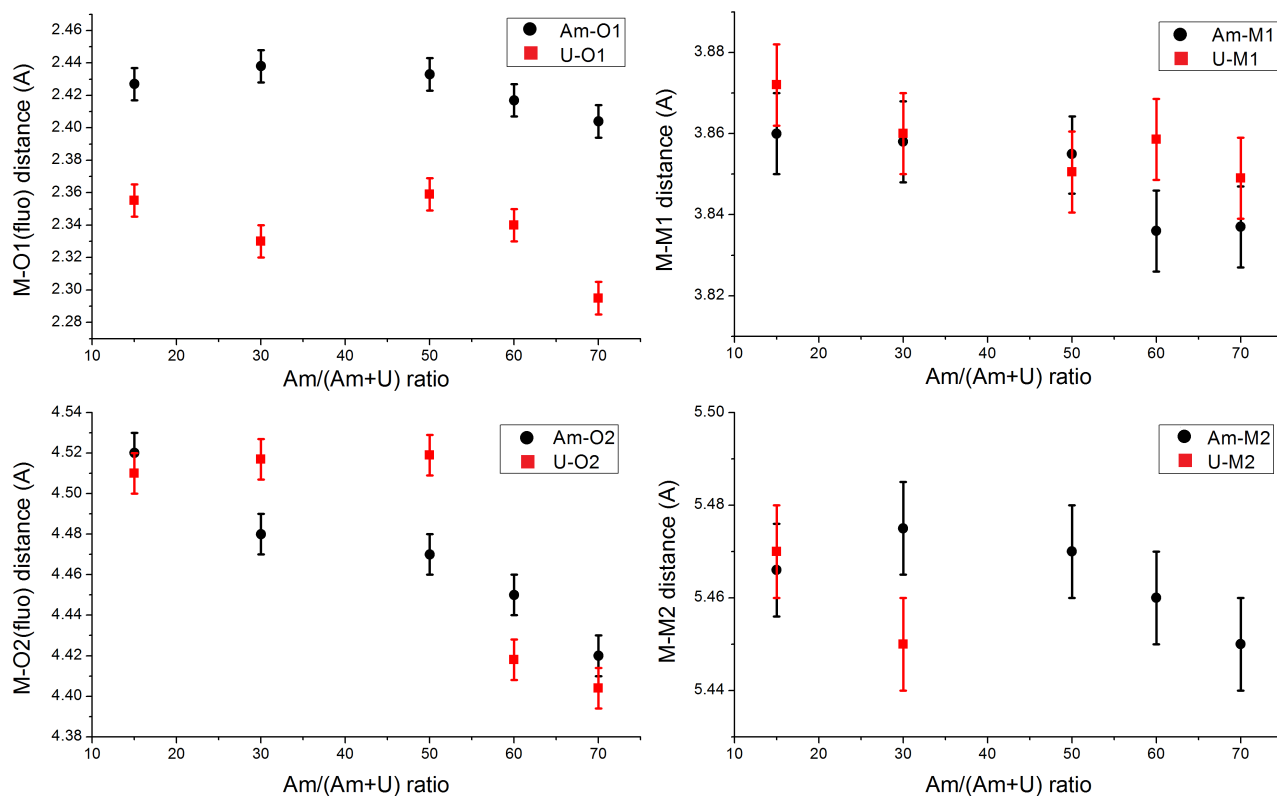 2.46
2.44
2.42
2.40
2.38
2.36
2.34
2.32
2.30
2.28
M-O1(fluo) distance (A)
Am-O1
U-O1
10 20 30 40 50 60 70
Am/(Am+U) ratio
3.88
3.86
3.84
3.82
M-M1 distance (A)
Am-M1
U-M1
10 20 30 40 50 60 70
Am/(Am+U) ratio
4.54
4.52
4.50
4.48
4.46
4.44
4.42
4.40
4.38
M-O2(fluo) distance (A)
Am-O2
U-O2
10 20 30 40 50 60 70
Am/(Am+U) ratio
5.50
5.48
5.46
5.44
M-M2 distance (A)
Am-M2
U-M2
10 20 30 40 50 60 70
Am/(Am+U) ratio